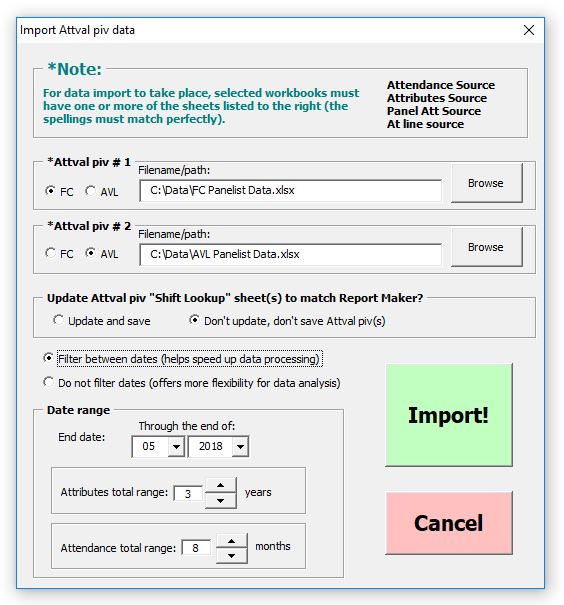 Import Attval piv data
*Note:
For data import to take place, selected workbooks must
have one or more of the sheets listed to the right (the
spellings must match perfectly).
Attendance Source
Attributes Source
Panel Att Source
At line source
*Attval piv # 1
Filename/path:
FC AVL C:\Data\FC Panelist Data.xlsx Browse
*Attval piv # 2
Filename/path:
FC AVL C:\Data\AVL Panelist Data.xlsx Browse
Update Attval piv "Shift Lookup" sheet(s) to match Report Maker?
Update and save Don't update, don't save Attval piv(s)
Filter between dates (helps speed up data processing)
Do not filter dates (offers more flexibility for data analysis)
Date range
Through the end of:
End date: 05 2018
Attributes total range: 3 years
Attendance total range: 8 months
Import!
Cancel